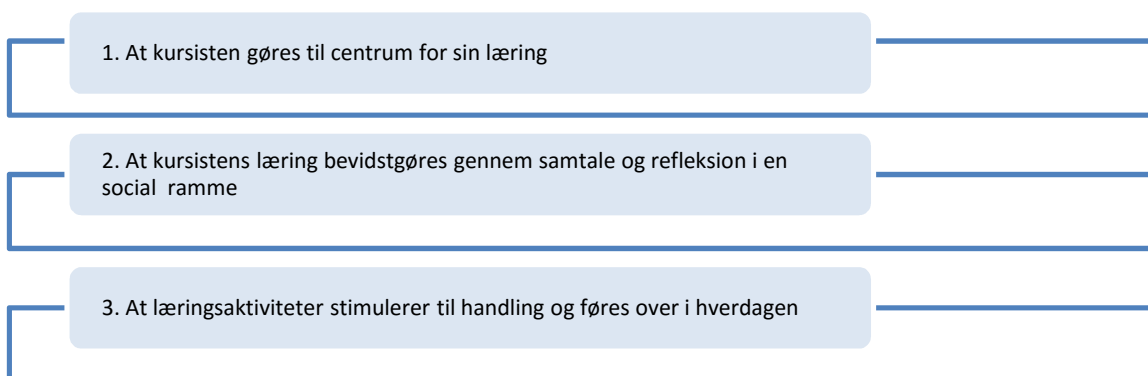 1. At kursisten gøres til centrum for sin læring
2. At kursistens læring bevidstgøres gennem samtale og refleksion i en
social ramme
3. At læringsaktiviteter stimulerer til handling og føres over i hverdagen